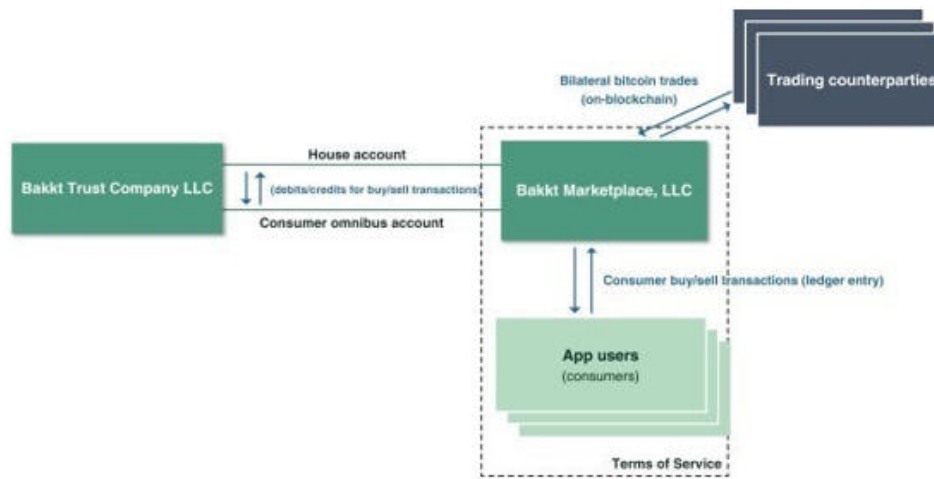 Trading counterparties
Bilateral bitcoin trades
(on-blockchain)
House account
Bakkt Trust Company LLC
(debits/credits for buy/sell transactions)
Bakkt Marketplace, LLC
Consumer omnibus account
Consumer buy/sell transactions (ledger entry)
App users
(consumers)
Terms of Service